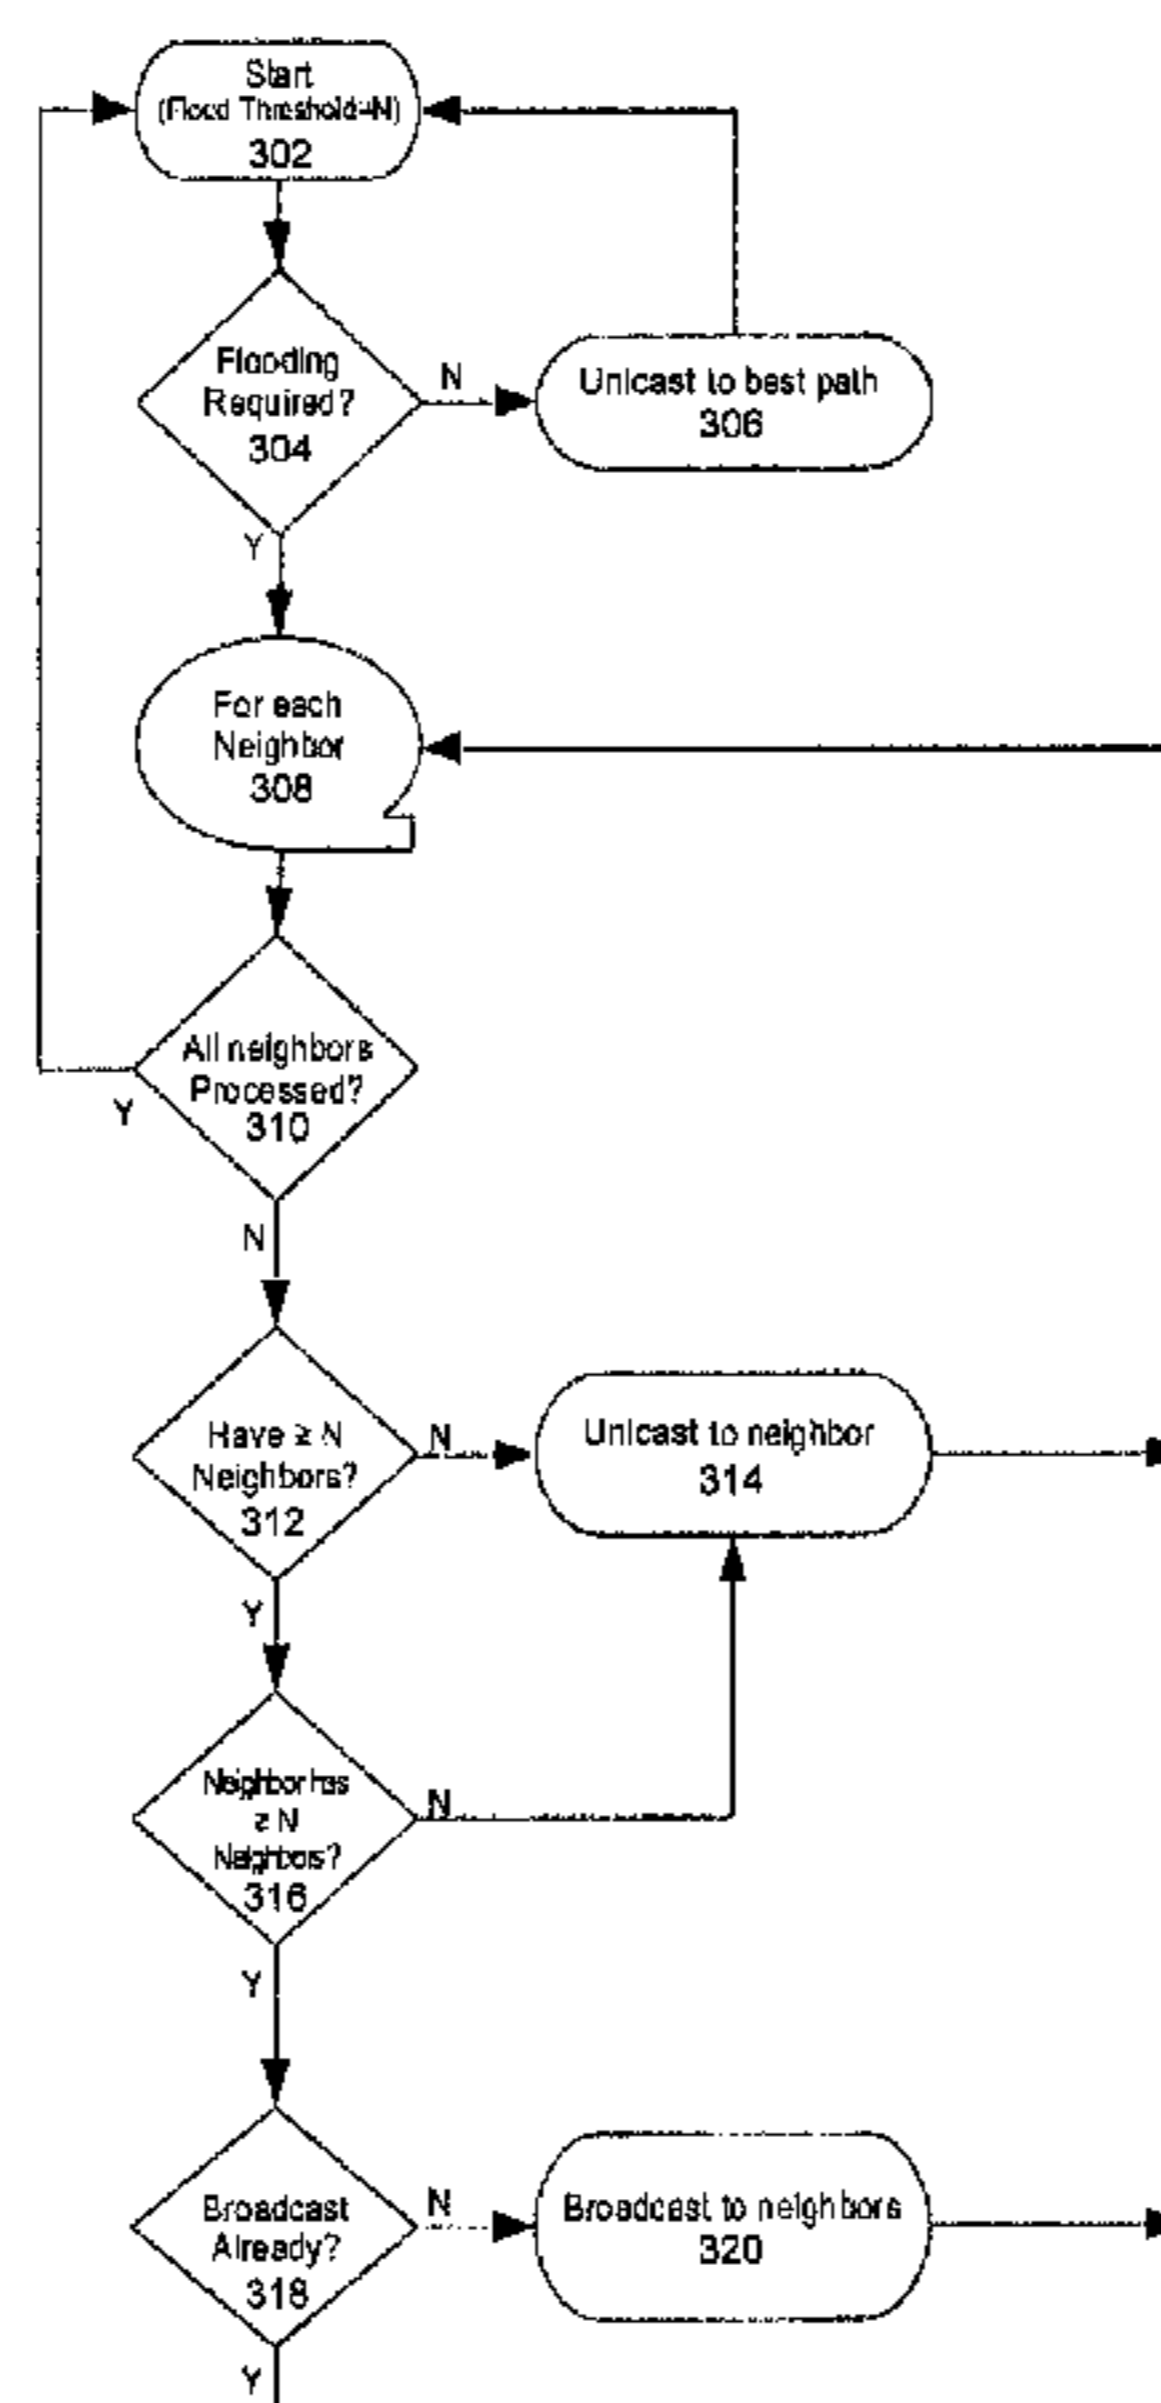 Start
(Flood Threshold=N)
302
Flooding
Required?
304
N
Unicast to best path
306
Y
For each
Neighbor
308
All neighbors
Processed?
310
Y
N
Have ≥ N
Neighbors?
312
N
Unicast to neighbor
314
Y
Neighbor has
≥ N
Neighbors?
316
N
Y
Broadcast
Already?
318
N
Broadcast to neighbors
320
Y